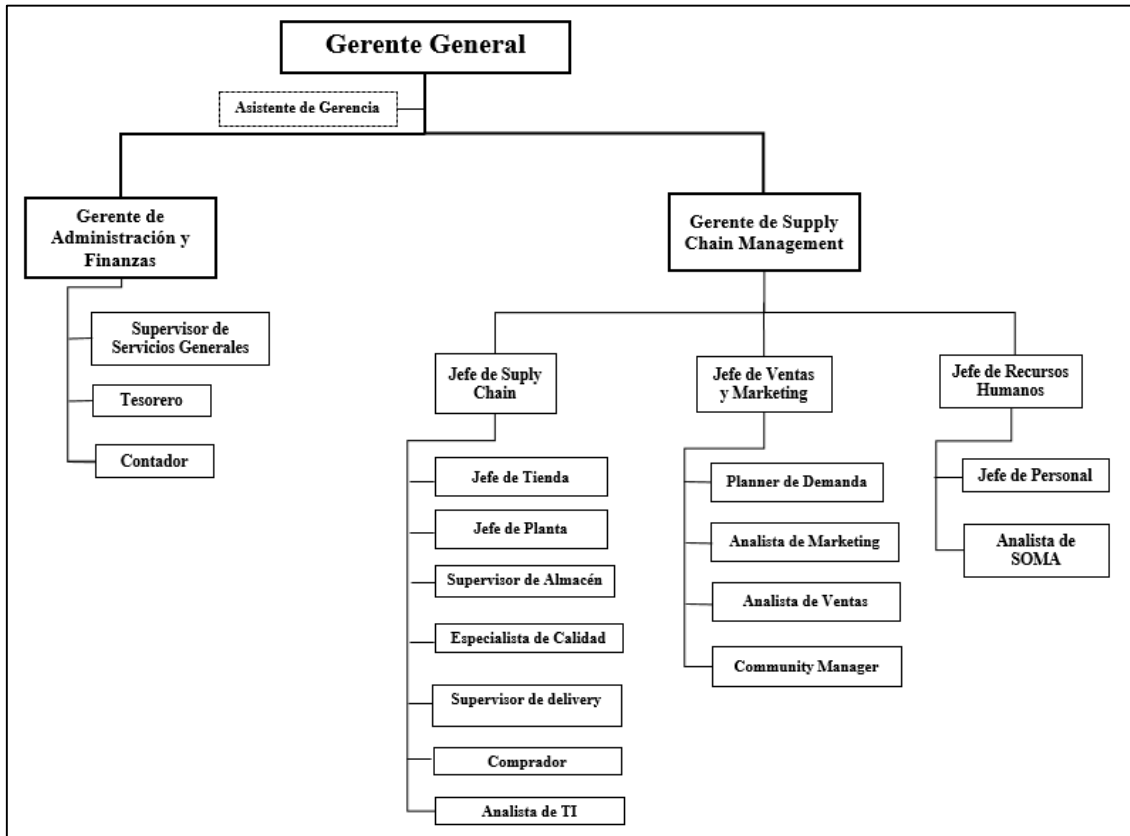 Gerente General
Asistente de Gerencia
Gerente de
Administración y
Finanzas
Gerente de Supply
Chain Management
Supervisor de
Servicios Generales
Tesorero
Contador
Jefe de Suply
Chain
Jefe de Ventas
y Marketing
Jefe de Recursos
Humanos
Jefe de Tienda
Jefe de Planta
Supervisor de Almacén
Especialista de Calidad
Supervisor de delivery
Comprador
Analista de TI
Planner de Demanda
Analista de Marketing
Analista de Ventas
Community Manager
Jefe de Personal
Analista de
SOMA